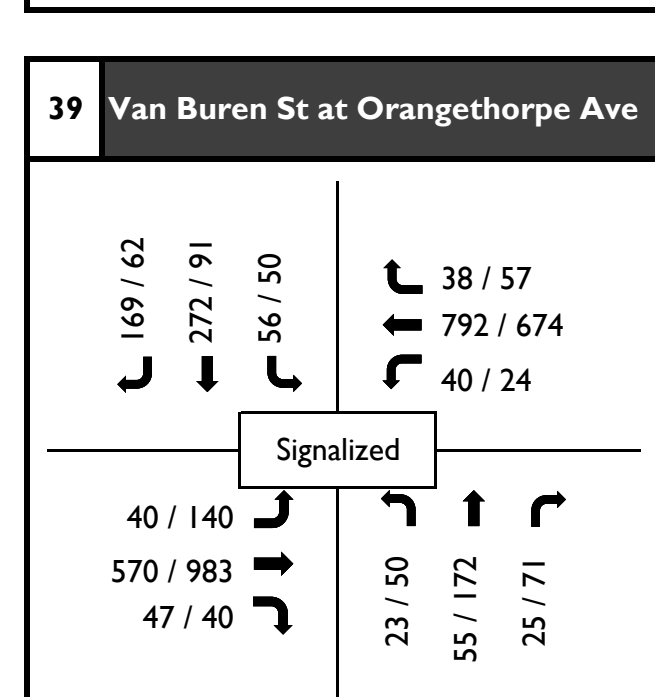 39 Van Buren St at Orangethorpe Ave
169 / 62
272 / 91
56 / 50
38 / 57
792 / 674
40 / 24
Signalized
40 / 140
570 / 983
47 / 40
23 / 50
55 / 172
25 / 71